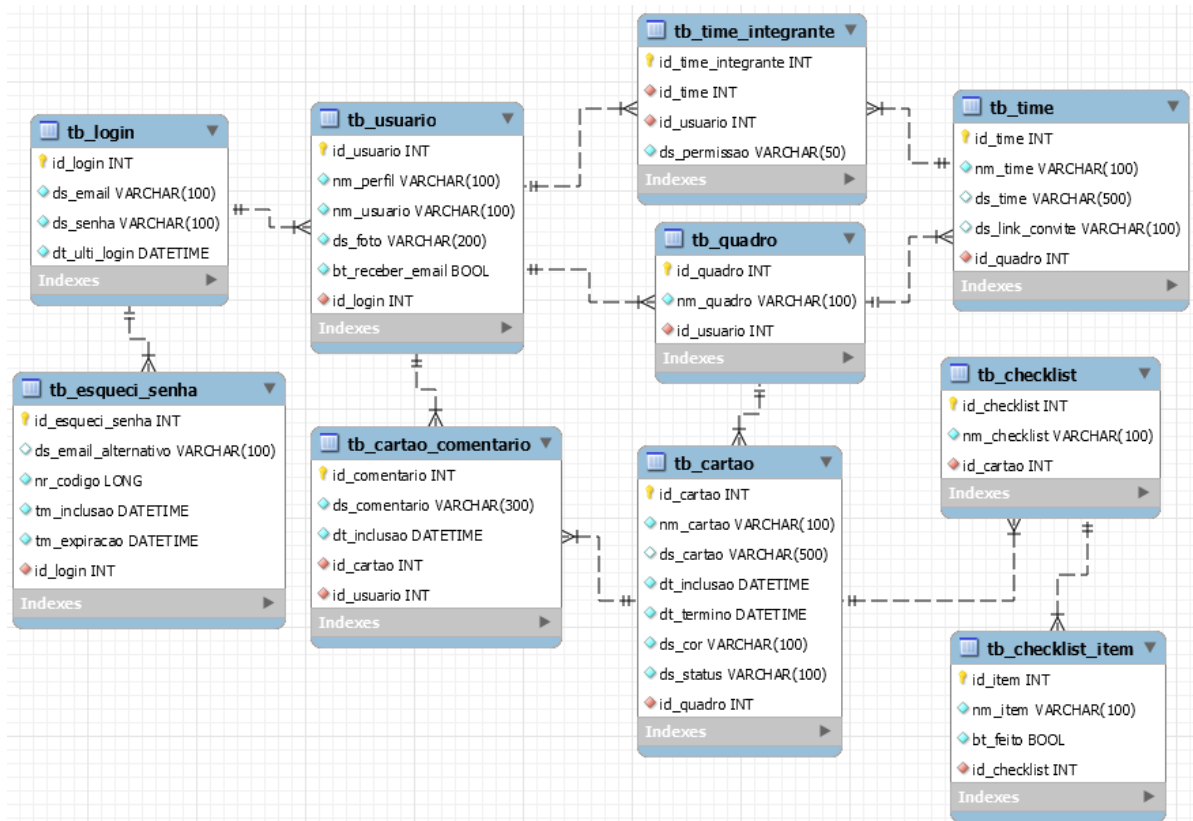 tb_login
id_login INT
ds_email VARCHAR(100)
ds_senha VARCHAR(100)
dt_ulti_login DATETIME
Indexes
tb_esqueci_senha
id_esqueci_senha INT
ds_email_alternativo VARCHAR(100)
nr_codigo LONG
tm_inclusao DATETIME
tm_expiracao DATETIME
id_login INT
Indexes
tb_usuario
id_usuario INT
nm_perfil VARCHAR(100)
nm_usuario VARCHAR(100)
ds_foto VARCHAR(200)
bt_receber_email BOOL
id_login INT
Indexes
tb_cartao_comentario
id_comentario INT
ds_comentario VARCHAR(300)
dt_inclusao DATETIME
id_cartao INT
id_usuario INT
Indexes
tb_time_integrante
id_time_integrante INT
id_time INT
id_usuario INT
ds_permissao VARCHAR(50)
Indexes
tb_quadro
id_quadro INT
nm_quadro VARCHAR(100)
id_usuario INT
Indexes
tb_cartao
id_cartao INT
nm_cartao VARCHAR(100)
ds_cartao VARCHAR(500)
dt_inclusao DATETIME
dt_termino DATETIME
ds_cor VARCHAR(100)
ds_status VARCHAR(100)
id_quadro INT
Indexes
tb_time
id_time INT
nm_time VARCHAR(100)
ds_time VARCHAR(500)
ds_link_convite VARCHAR(100)
id_quadro INT
Indexes
tb_checklist
id_checklist INT
nm_checklist VARCHAR(100)
id_cartao INT
Indexes
tb_checklist_item
id_item INT
nm_item VARCHAR(100)
bt_feito BOOL
id_checklist INT
Indexes